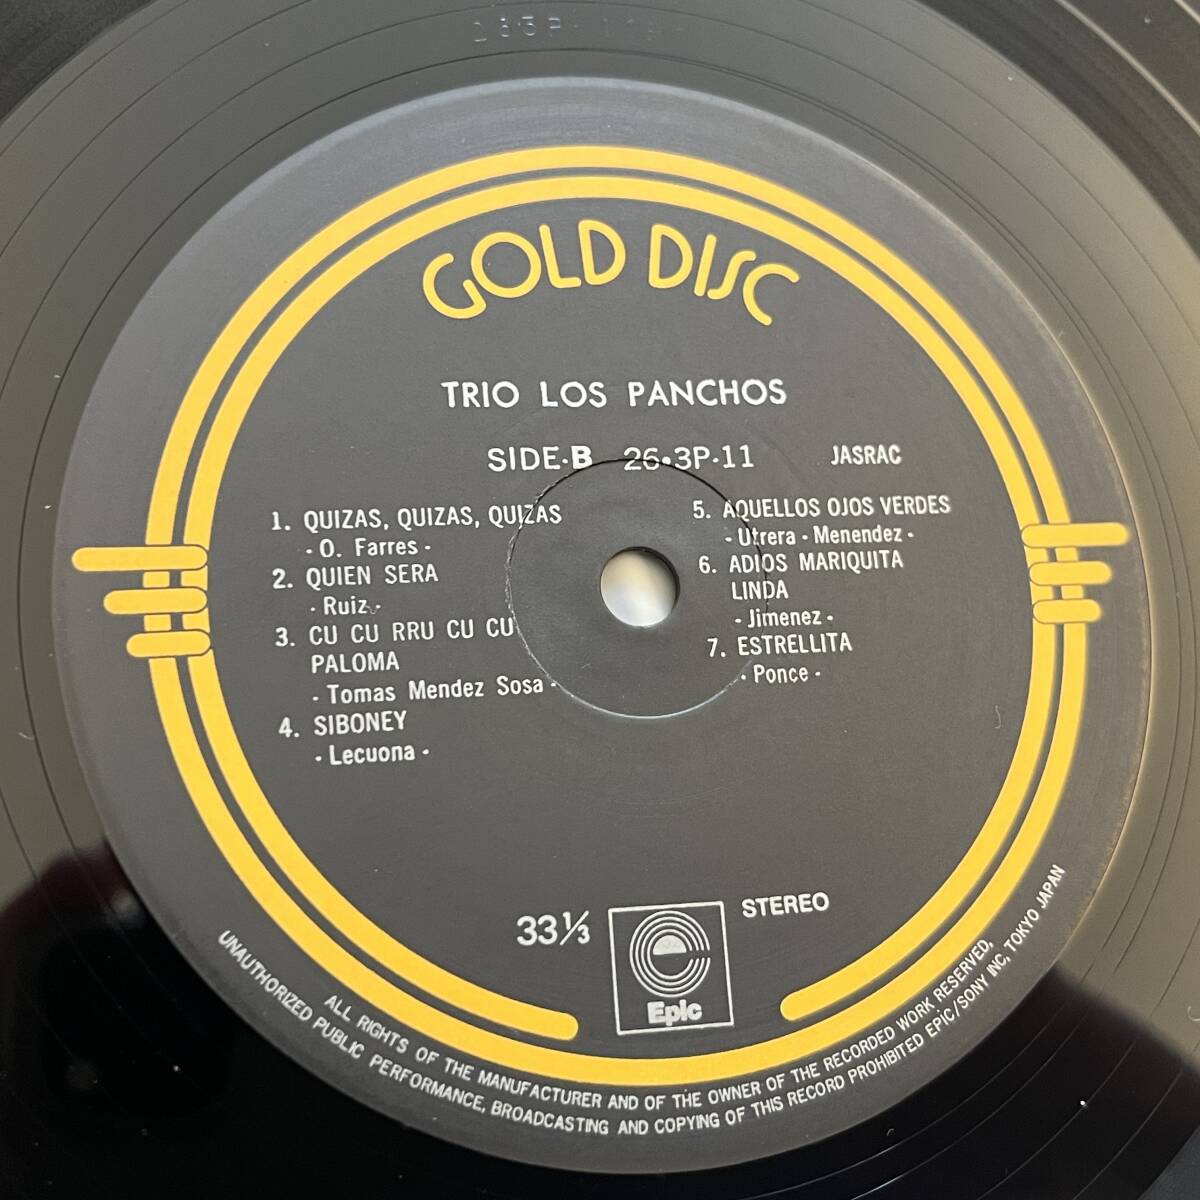 GOLD DISC
TRIO LOS PANCHOS
SIDE·B 26·3P·11 JASRAC
1. QUIZAS, QUIZAS, QUIZAS
· O. Farres ·
2. QUIEN SERA
· Ruiz ·
3. CU CU RRU CU CU
PALOMA
· Tomas Mendez Sosa ·
4. SIBONEY
· Lecuona ·
5. AQUELLOS OJOS VERDES
· Utrera · Menendez ·
6. ADIOS MARIQUITA
LINDA
· Jimenez ·
7. ESTRELLITA
· Ponce ·
33⅓
Epic
STEREO
ALL RIGHTS OF THE MANUFACTURER AND OF THE OWNER OF THE RECORDED WORK RESERVED,
UNAUTHORIZED PUBLIC PERFORMANCE, BROADCASTING AND COPYING OF THIS RECORD PROHIBITED EPIC/SONY INC, TOKYO JAPAN